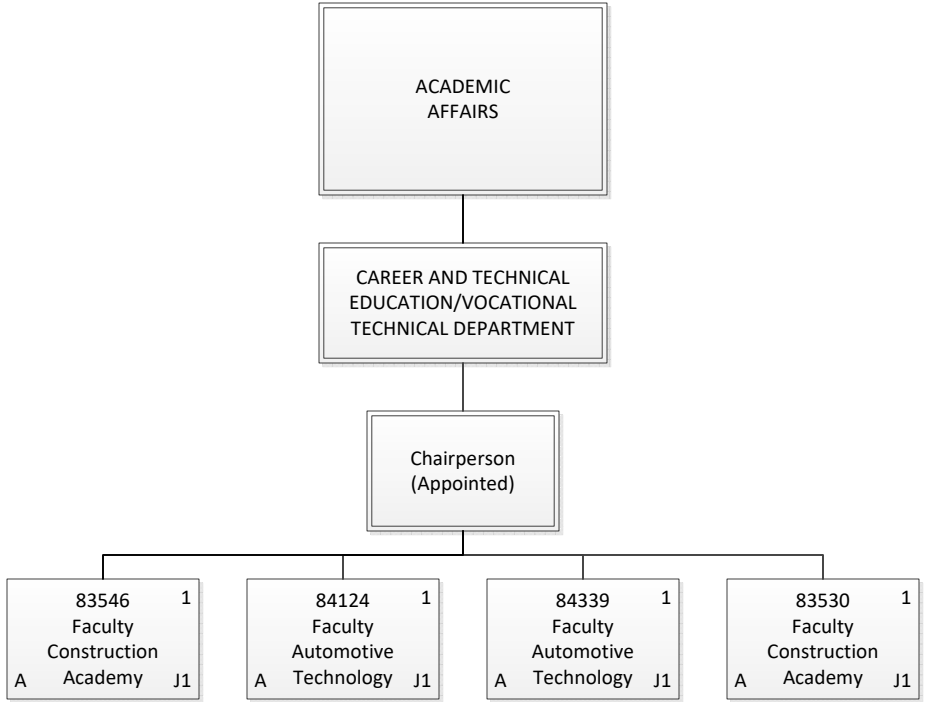 ACADEMIC
AFFAIRS
CAREER AND TECHNICAL
EDUCATION/VOCATIONAL
TECHNICAL DEPARTMENT
Chairperson
(Appointed)
83546 1
Faculty
Construction
A Academy J1
84124 1
Faculty
Automotive
A Technology J1
84339 1
Faculty
Automotive
A Technology J1
83530 1
Faculty
Construction
A Academy J1